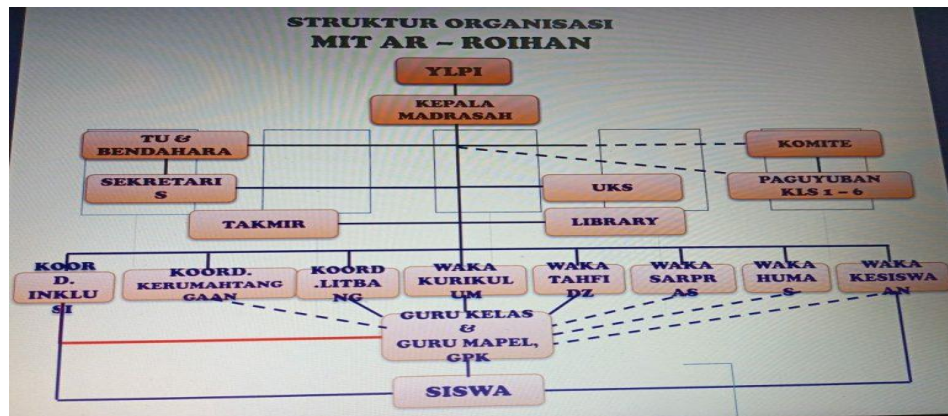 STRUKTUR ORGANISASI
MIT AR – ROIHAN
YLPI
KEPALA
MADRASAH
TU &
BENDAHARA
KOMITE
SEKRETARI
S
UKS
PAGUYUBAN
KLS 1 – 6
TAKMIR
LIBRARY
KOOR
D.
INKLU
SI
KOORD.
KERUMAHTANG
GAAN
KOORD
.LITBA
NG
WAKA
KURIKUL
UM
WAKA
TAHFI
DZ
WAKA
SARPR
AS
WAKA
HUMA
S
WAKA
KESISWA
AN
GURU KELAS
&
GURU MAPEL,
GPK
SISWA